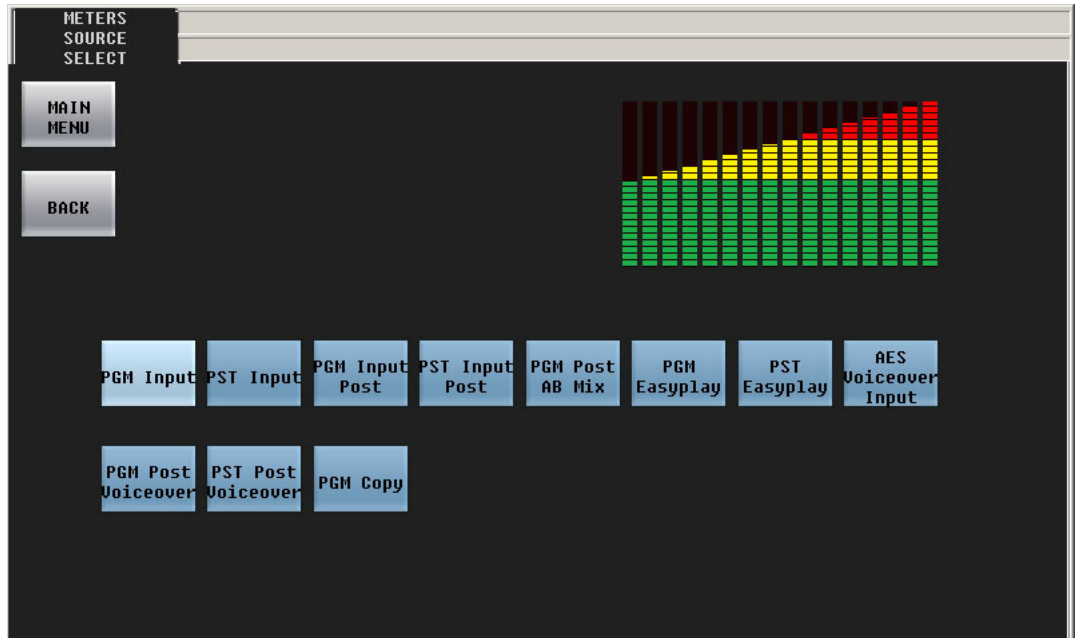 METERS
SOURCE
SELECT
MAIN
MENU
BACK
PGM Input
PST Input
PGM Input
Post
PST Input
Post
PGM Post
AB Mix
PGM
Easyplay
PST
Easyplay
AES
Voiceover
Input
PGM Post
Voiceover
PST Post
Voiceover
PGM Copy